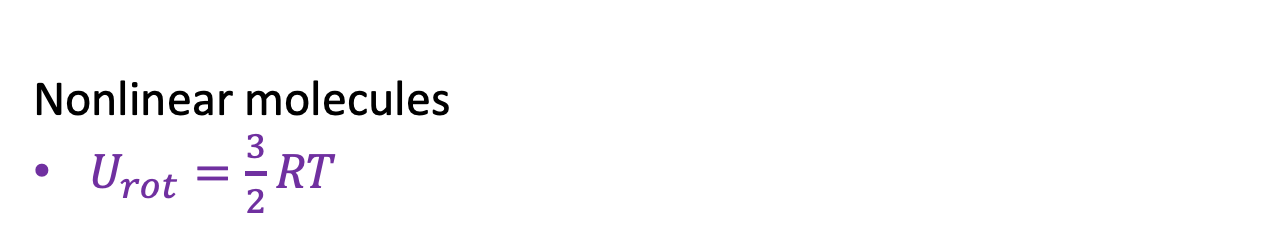 Nonlinear molecules
• U_rot = 3/2 RT